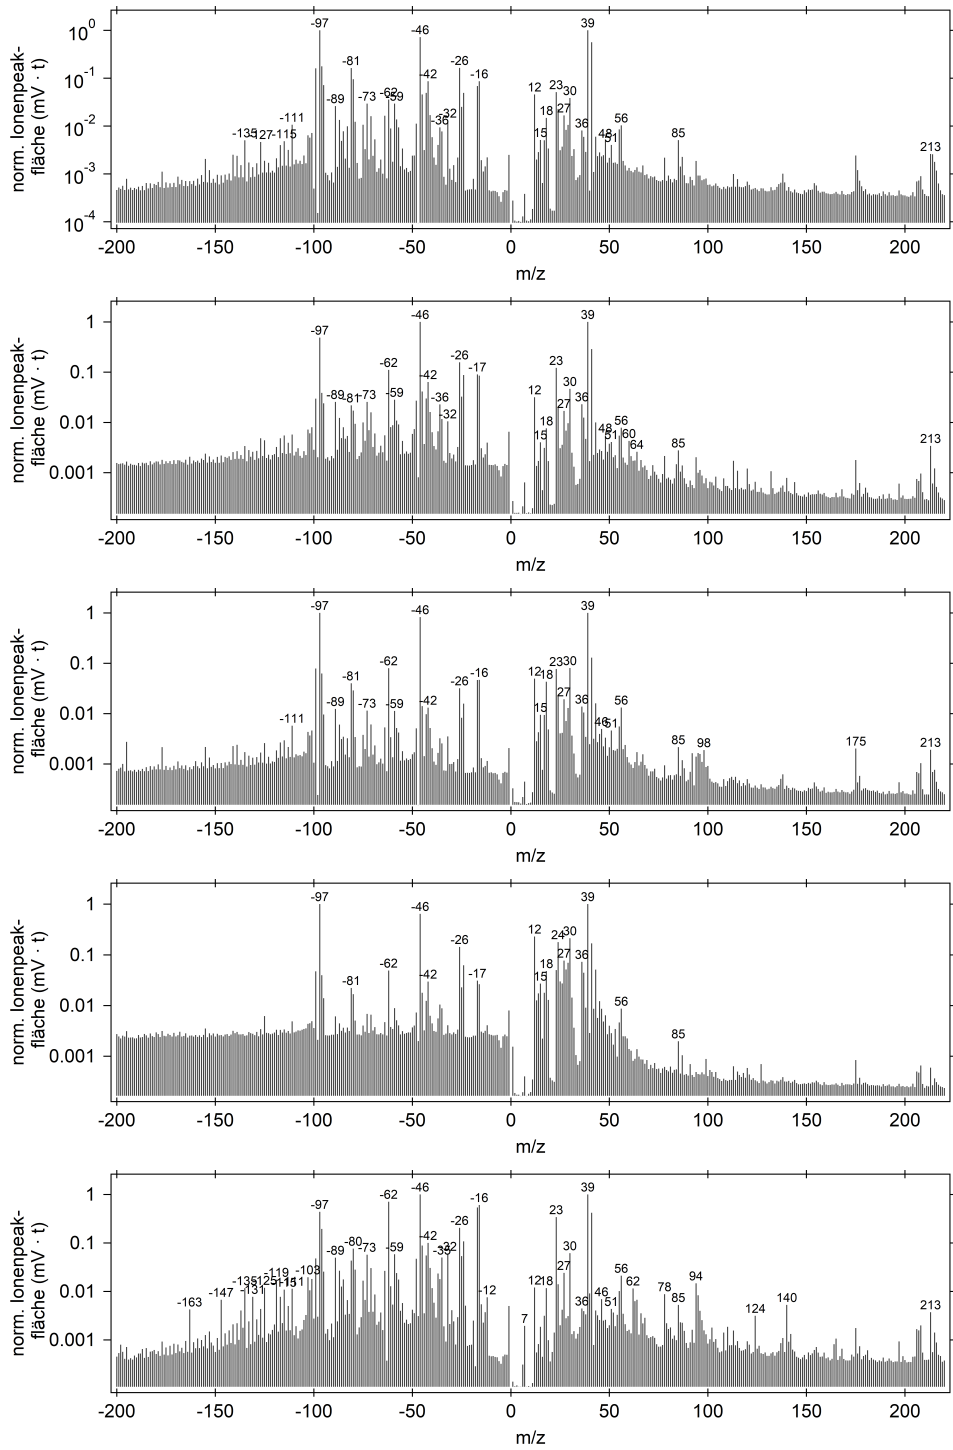 norm. Ionenpeak-
fläche (mV · t)
10^0
10^-1
10^-2
10^-3
10^-4
-135 -127 -115 -111 -97 -89 -81 -73 -62 -59 -46 -42 -36 -32 -26 -16 12 15 18 23 27 30 36 39 48 51 56 85 213
-200 -150 -100 -50 0 50 100 150 200
m/z
norm. Ionenpeak-
fläche (mV · t)
1
0.1
0.01
0.001
-97 -89 -81 -73 -62 -59 -46 -42 -36 -32 -26 -17 12 15 18 23 27 30 36 39 48 51 56 60 64 85 213
-200 -150 -100 -50 0 50 100 150 200
m/z
norm. Ionenpeak-
fläche (mV · t)
1
0.1
0.01
0.001
-111 -97 -89 -81 -73 -62 -59 -46 -42 -26 -16 12 15 18 23 27 30 36 39 46 51 56 85 98 175 213
-200 -150 -100 -50 0 50 100 150 200
m/z
norm. Ionenpeak-
fläche (mV · t)
1
0.1
0.01
0.001
-97 -81 -62 -46 -42 -26 -17 12 15 18 24 27 30 36 39 56 85
-200 -150 -100 -50 0 50 100 150 200
m/z
norm. Ionenpeak-
fläche (mV · t)
1
0.1
0.01
0.001
-163 -147 -135 -131 -125 -119 -115 -111 -103 -97 -89 -80 -73 -62 -59 -46 -42 -32 -26 -16 -12 7 12 18 23 27 30 36 39 46 51 56 62 78 85 94 124 140 213
-200 -150 -100 -50 0 50 100 150 200
m/z